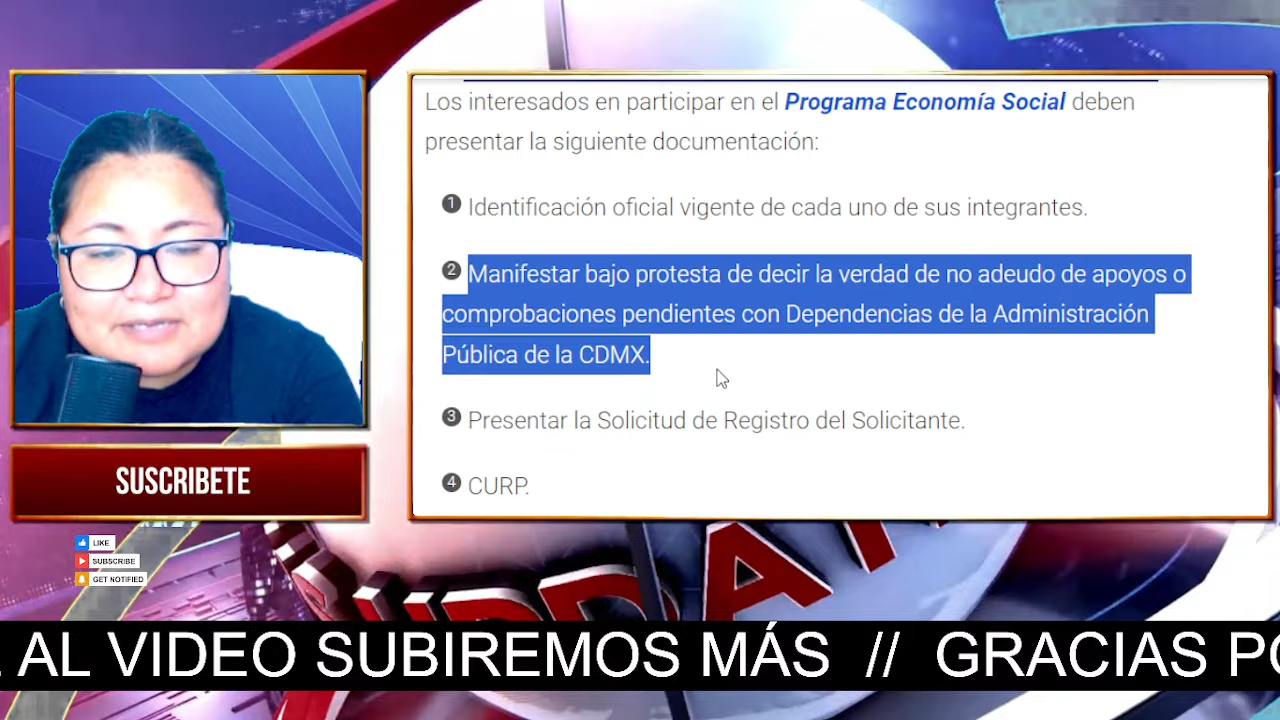 Los interesados en participar en el Programa Economía Social deben
presentar la siguiente documentación:
1 Identificación oficial vigente de cada uno de sus integrantes.
2 Manifestar bajo protesta de decir la verdad de no adeudo de apoyos o
comprobaciones pendientes con Dependencias de la Administración
Pública de la CDMX.
3 Presentar la Solicitud de Registro del Solicitante.
4 CURP.
SUSCRIBETE
LIKE
SUBSCRIBE
GET NOTIFIED
AL VIDEO SUBIREMOS MÁS // GRACIAS